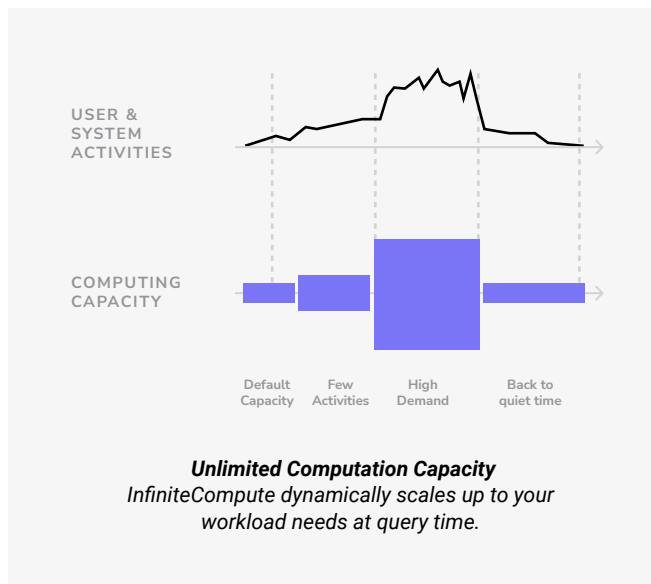 USER &
SYSTEM
ACTIVITIES
COMPUTING
CAPACITY
Default
Capacity
Few
Activities
High
Demand
Back to
quiet time
Unlimited Computation Capacity
InfiniteCompute dynamically scales up to your
workload needs at query time.